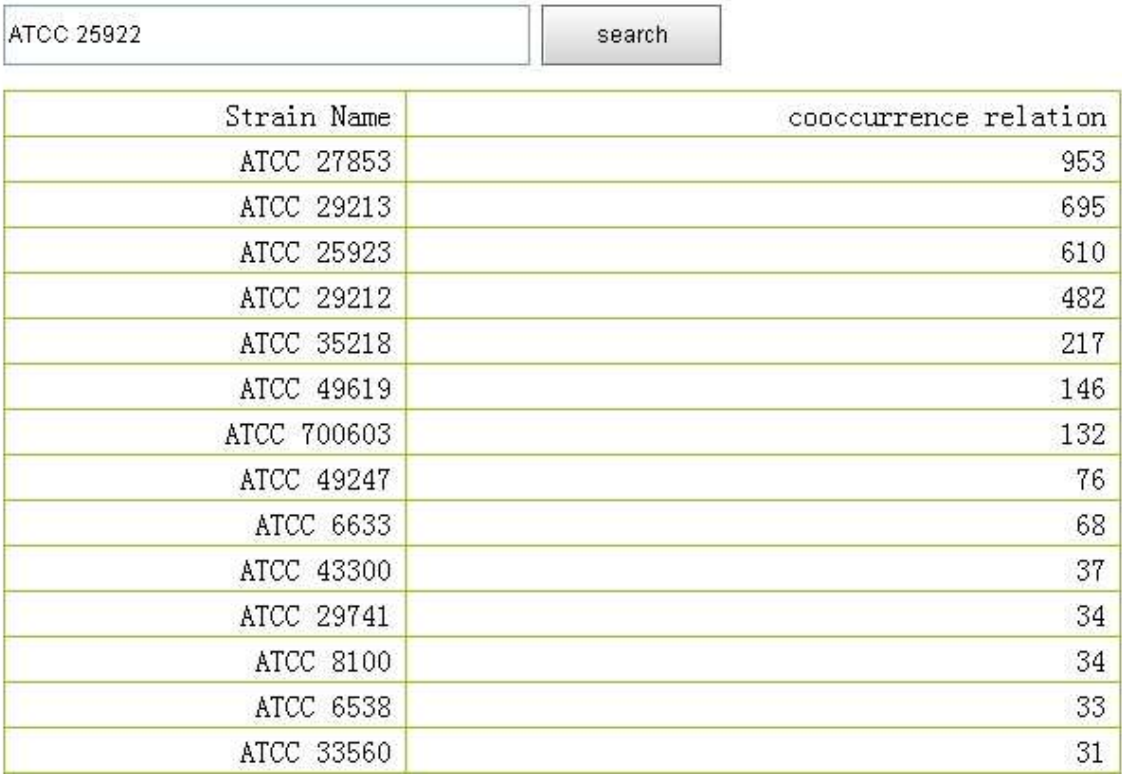 ATCC 25922 search
Strain Name cooccurrence relation
ATCC 27853 953
ATCC 29213 695
ATCC 25923 610
ATCC 29212 482
ATCC 35218 217
ATCC 49619 146
ATCC 700603 132
ATCC 49247 76
ATCC 6633 68
ATCC 43300 37
ATCC 29741 34
ATCC 8100 34
ATCC 6538 33
ATCC 33560 31